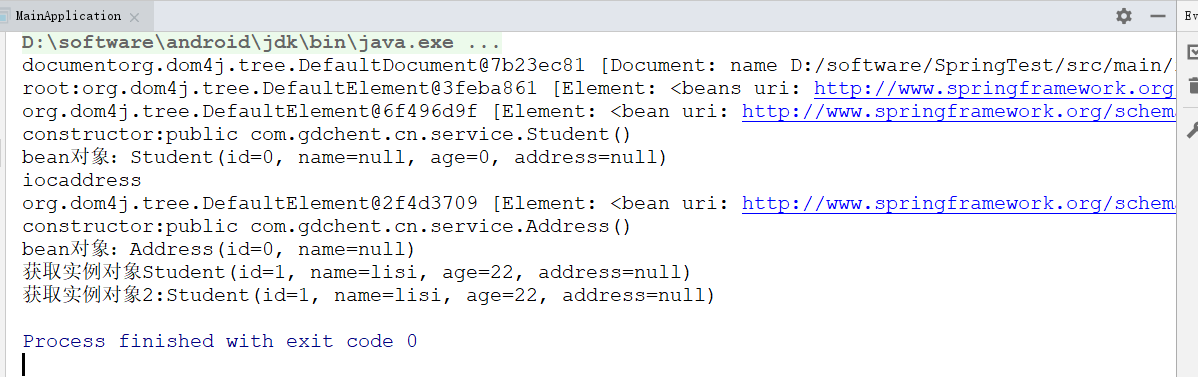 MainApplication
Ev
D:\software\android\jdk\bin\java.exe ...
documentorg.dom4j.tree.DefaultDocument@7b23ec81 [Document: name D:/software/SpringTest/src/main/
root:org.dom4j.tree.DefaultElement@3feba861 [Element: <beans uri: http://www.springframework.org
org.dom4j.tree.DefaultElement@6f496d9f [Element: <bean uri: http://www.springframework.org/schem
constructor:public com.gdchent.cn.service.Student()
bean对象：Student(id=0, name=null, age=0, address=null)
iocaddress
org.dom4j.tree.DefaultElement@2f4d3709 [Element: <bean uri: http://www.springframework.org/schem
constructor:public com.gdchent.cn.service.Address()
bean对象：Address(id=0, name=null)
获取实例对象Student(id=1, name=lisi, age=22, address=null)
获取实例对象2:Student(id=1, name=lisi, age=22, address=null)
Process finished with exit code 0